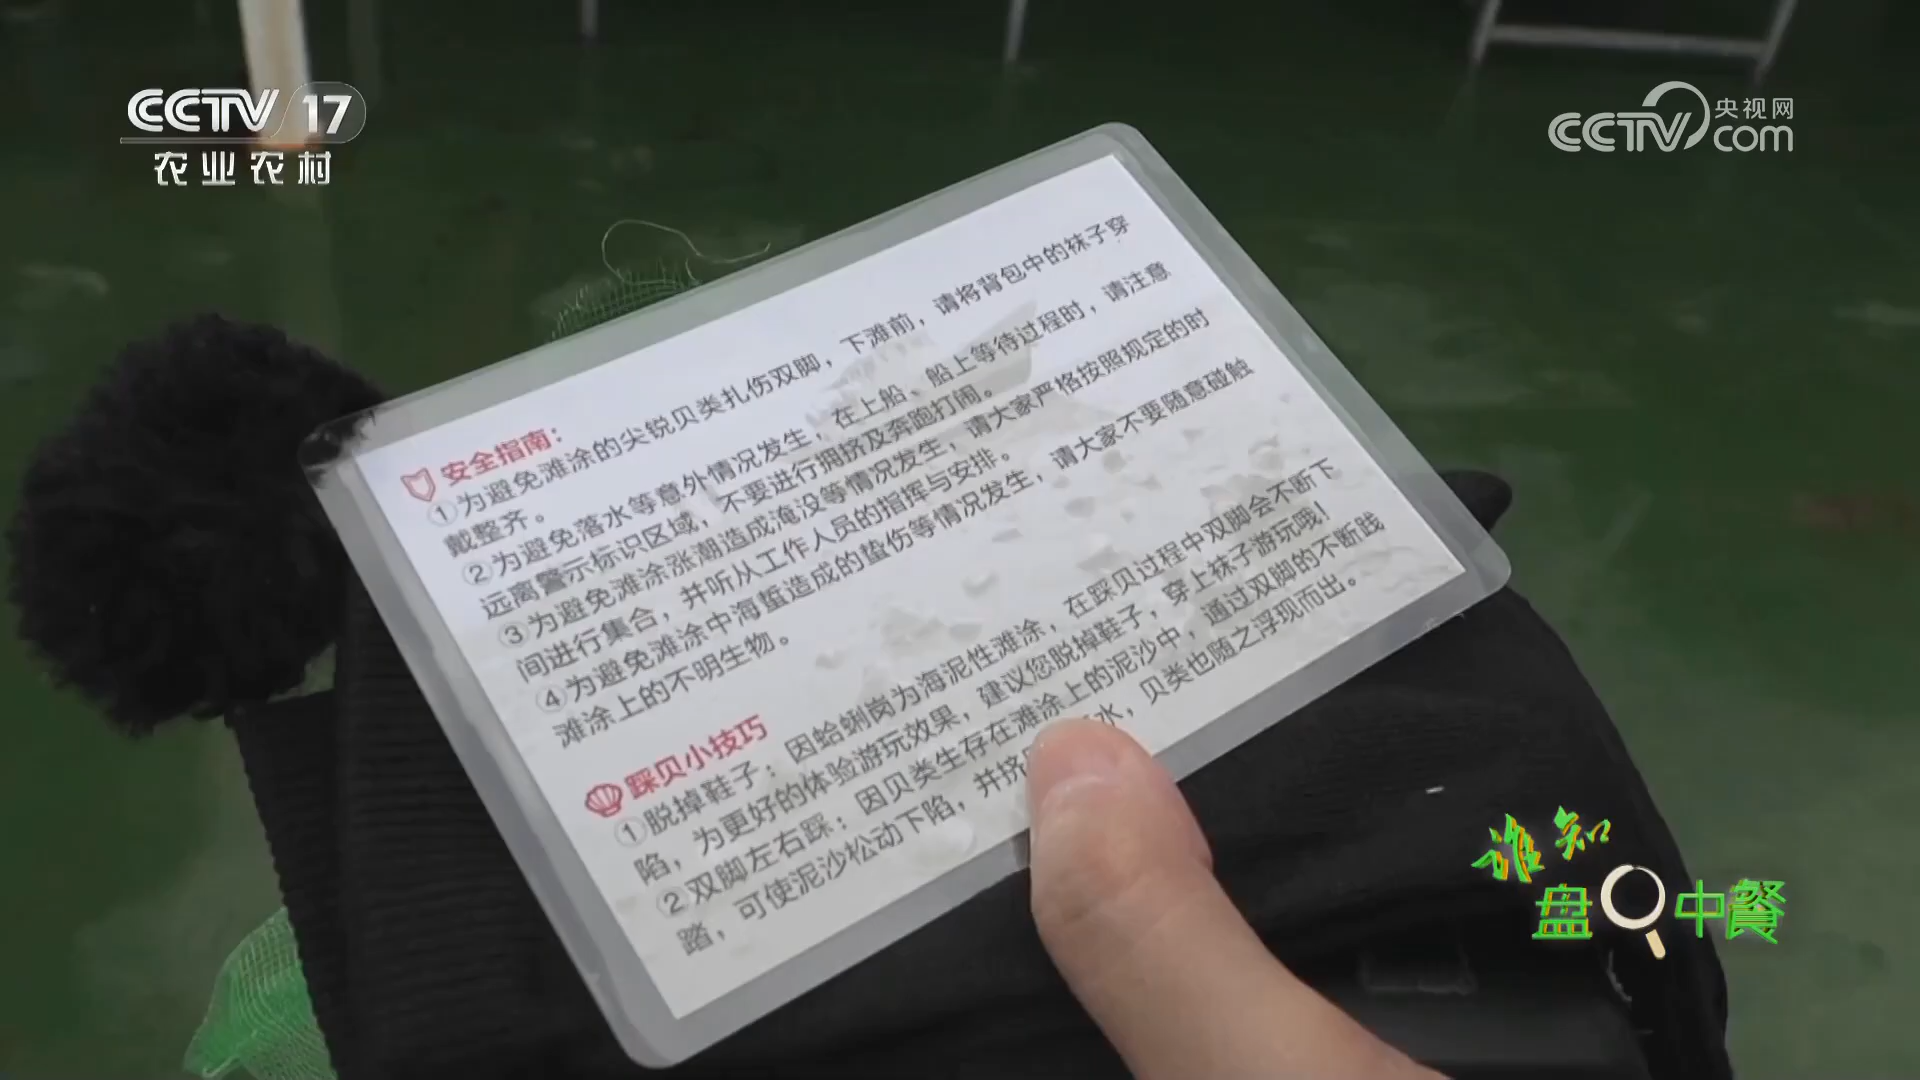 CCTV 17
农业农村
央视网
CCTV com
安全指南：
①为避免滩涂的尖锐贝类扎伤双脚，下滩前，请将背包中的袜子穿
戴整齐。
②为避免落水等意外情况发生，在上船、船上等待过程时，请注意
远离警示标识区域，不要进行拥挤及奔跑打闹。
③为避免滩涂涨潮造成淹没等情况发生，请大家严格按照规定的时
间进行集合，并听从工作人员的指挥与安排。
④为避免滩涂中海蜇造成的蛰伤等情况发生，请大家不要随意碰触
滩涂上的不明生物。
踩贝小技巧
①脱掉鞋子：因蛤蜊岗为海泥性滩涂，在踩贝过程中双脚会不断下
陷，为更好的体验游玩效果，建议您脱掉鞋子，穿上袜子游玩哦！
②双脚左右踩：因贝类生存在滩涂上的泥沙中，通过双脚的不断践
踏，可使泥沙松动下陷，并挤 水，贝类也随之浮现而出。
谁知
盘中餐